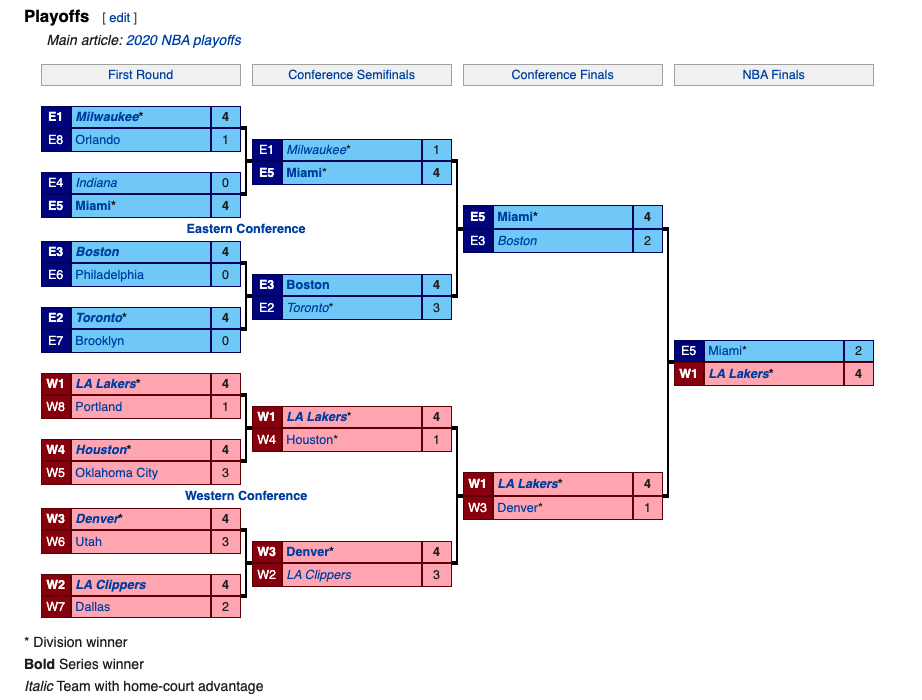 Playoffs [ edit ]
Main article: 2020 NBA playoffs
First Round Conference Semifinals Conference Finals NBA Finals
E1 Milwaukee* 4
E8 Orlando 1
E4 Indiana 0
E5 Miami* 4
Eastern Conference
E3 Boston 4
E6 Philadelphia 0
E2 Toronto* 4
E7 Brooklyn 0
W1 LA Lakers* 4
W8 Portland 1
W4 Houston* 4
W5 Oklahoma City 3
Western Conference
W3 Denver* 4
W6 Utah 3
W2 LA Clippers 4
W7 Dallas 2
E1 Milwaukee* 1
E5 Miami* 4
E3 Boston 4
E2 Toronto* 3
W1 LA Lakers* 4
W4 Houston* 1
W3 Denver* 4
W2 LA Clippers 3
E5 Miami* 4
E3 Boston 2
W1 LA Lakers* 4
W3 Denver* 1
E5 Miami* 2
W1 LA Lakers* 4
* Division winner
Bold Series winner
Italic Team with home-court advantage